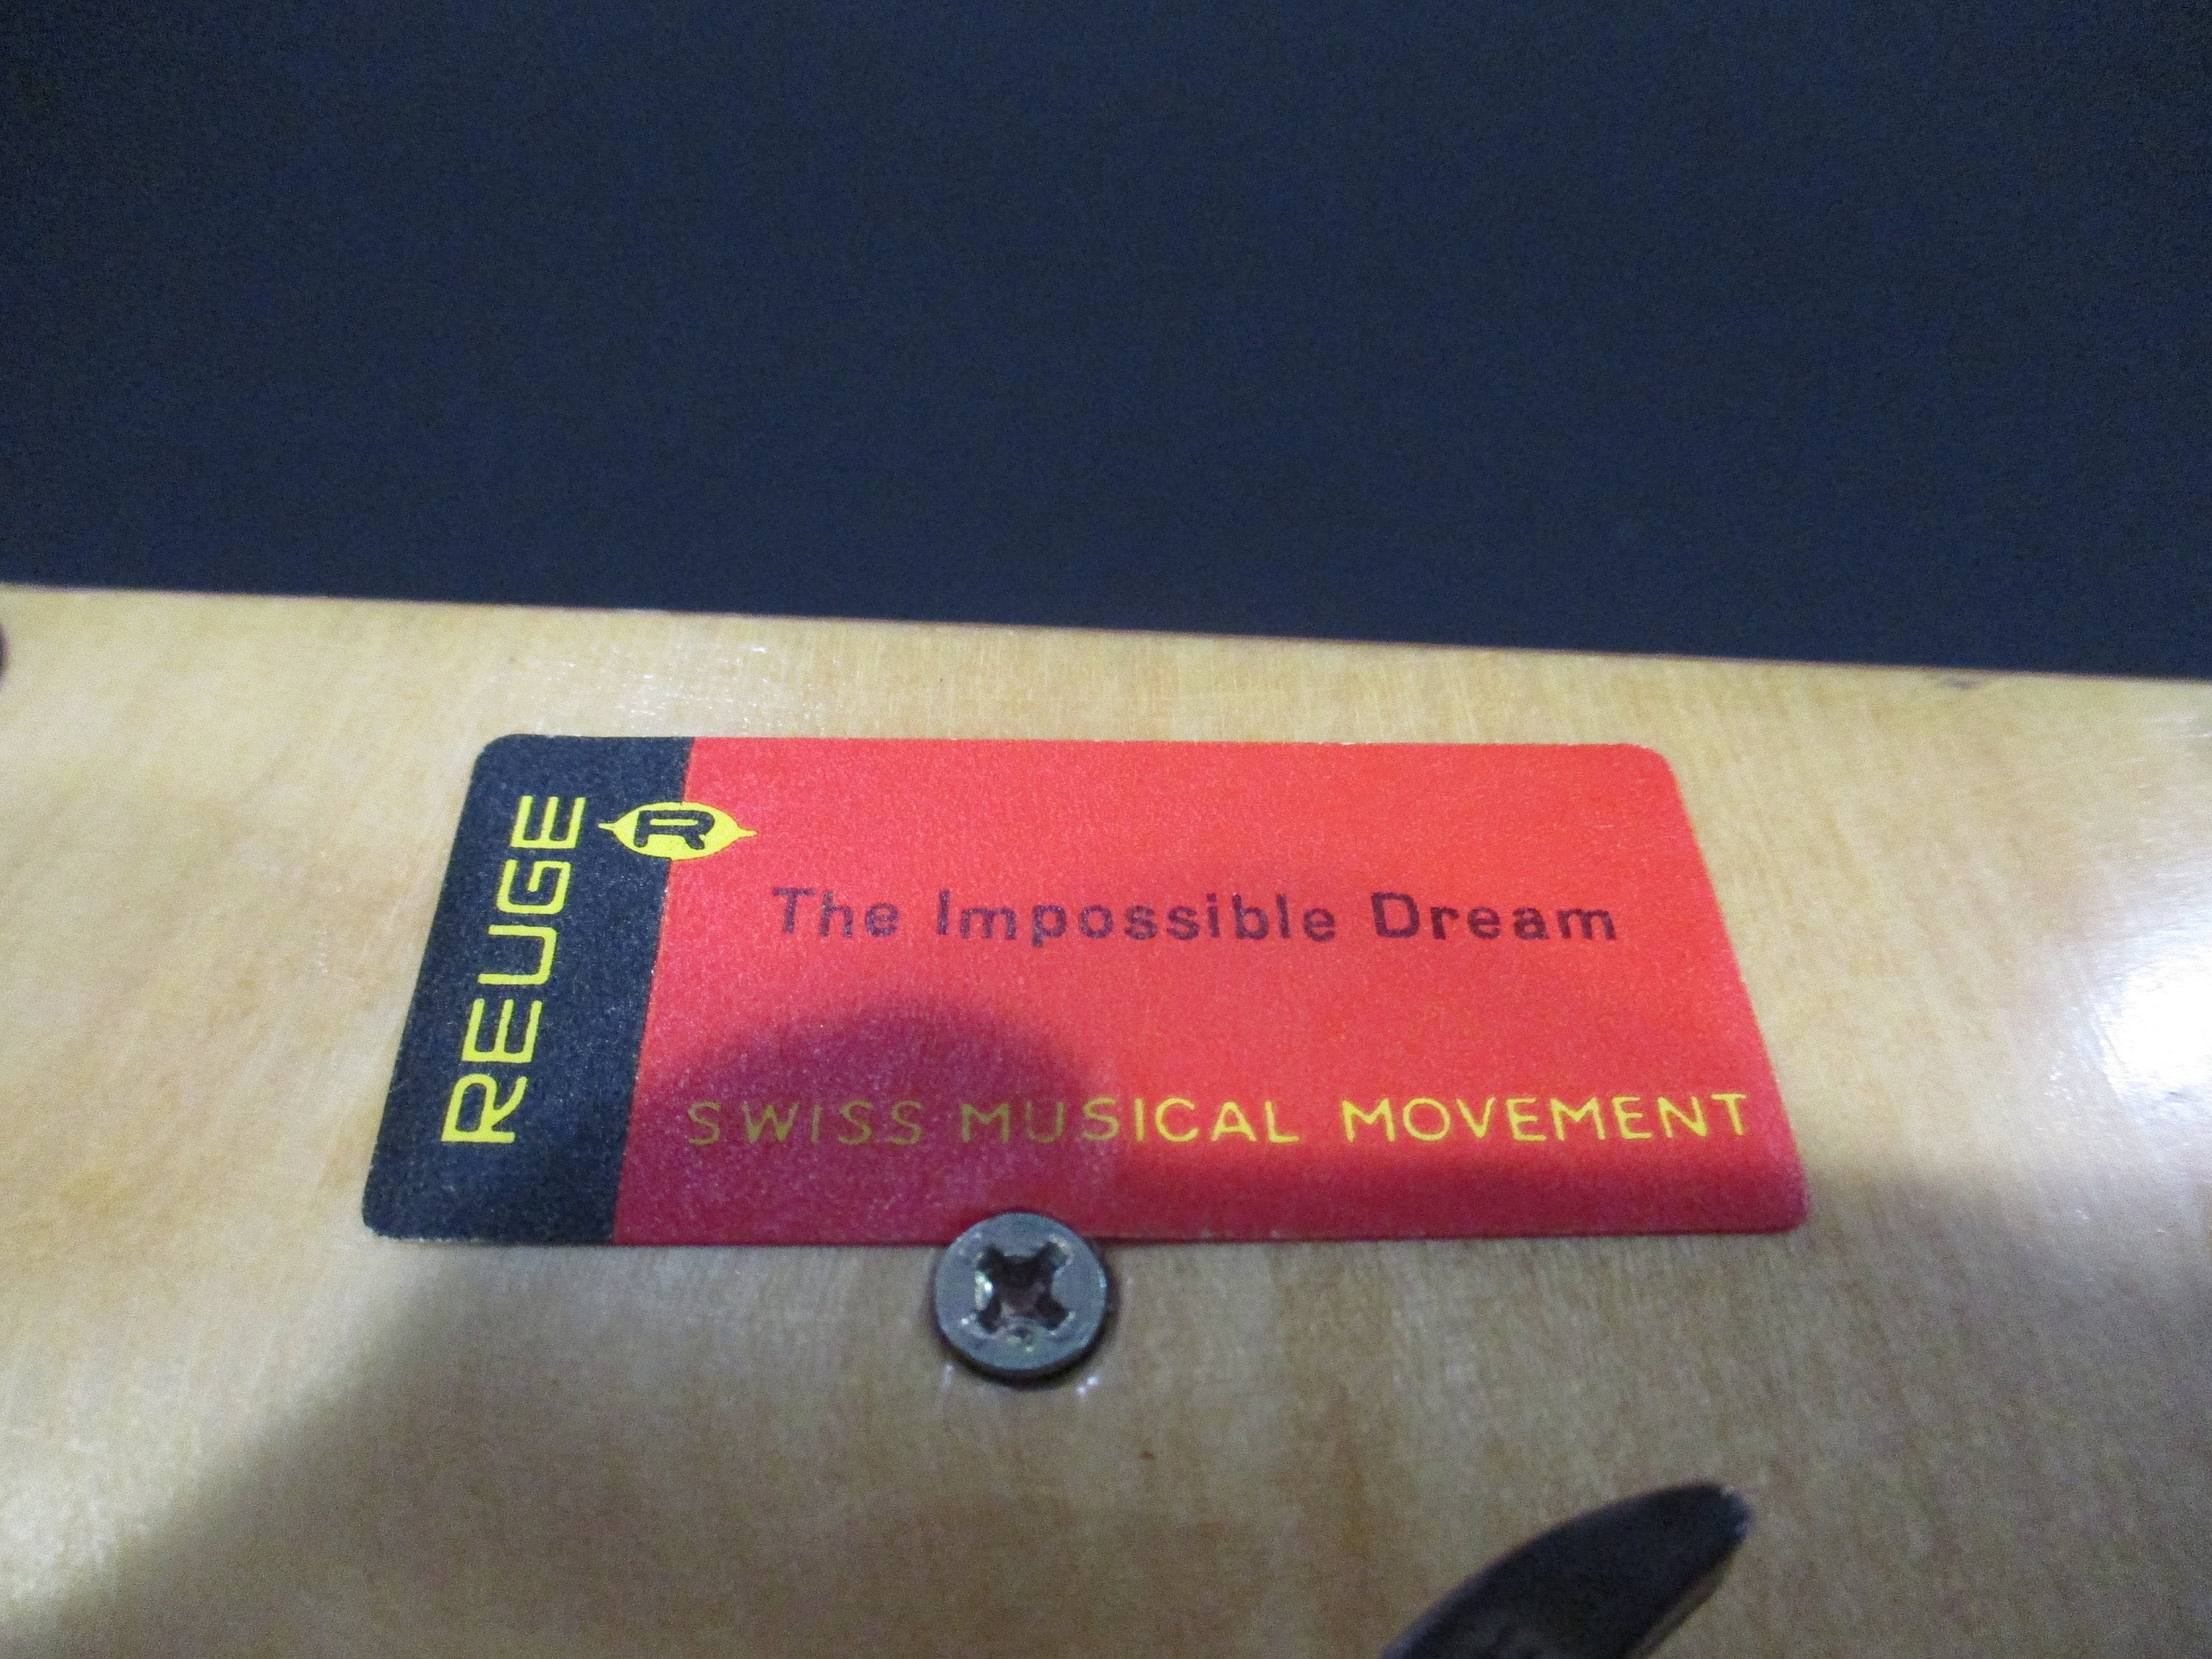 REUGE
R
The Impossible Dream
SWISS MUSICAL MOVEMENT